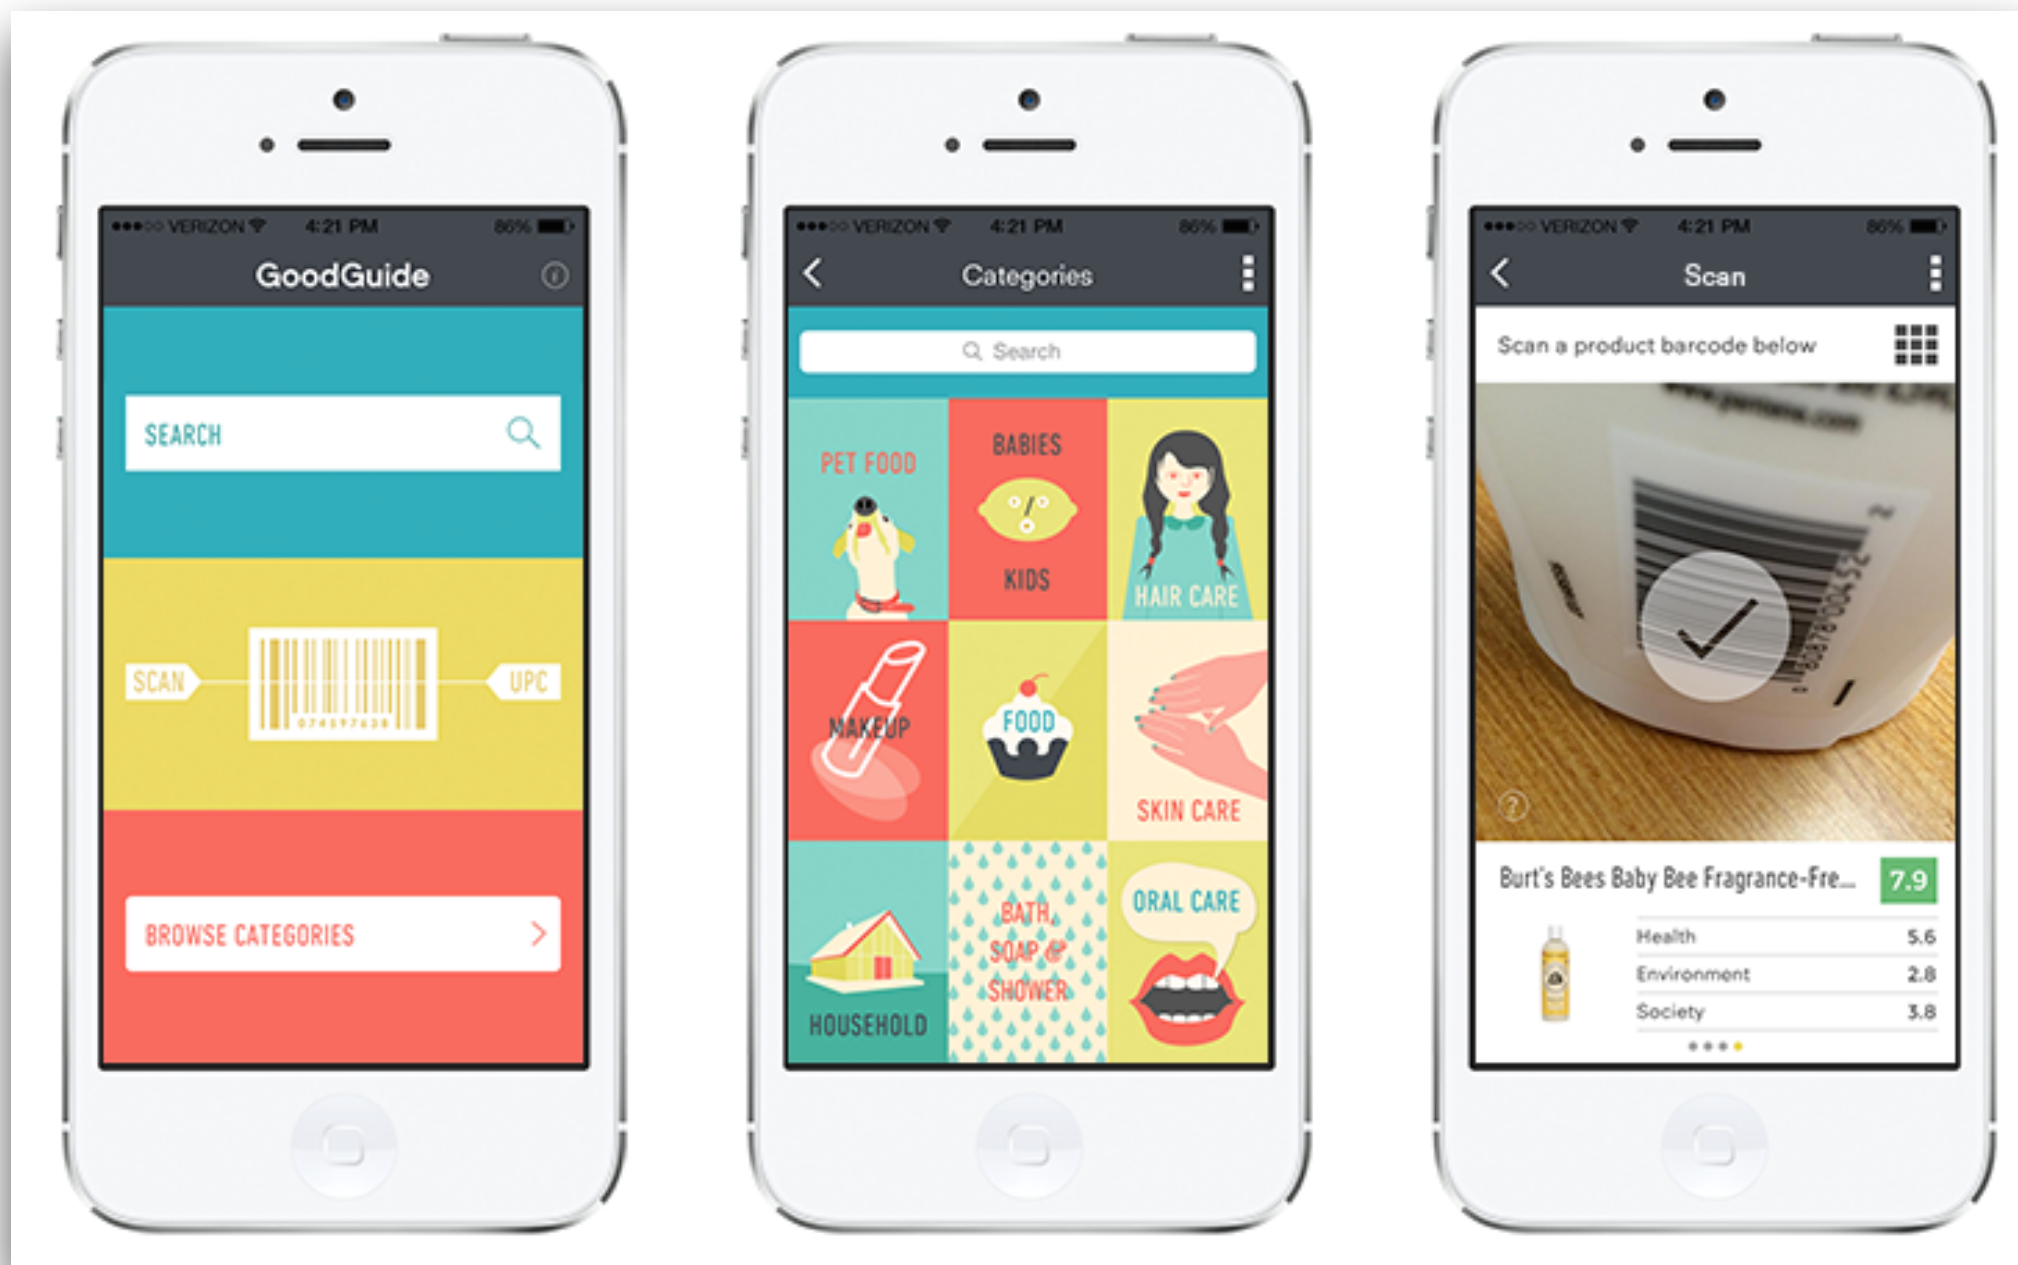 VERIZON 4:21 PM 86%
GoodGuide
SEARCH
SCAN
074597638
UPC
BROWSE CATEGORIES
VERIZON 4:21 PM 86%
Categories
Search
PET FOOD
BABIES
KIDS
HAIR CARE
MAKEUP
FOOD
SKIN CARE
HOUSEHOLD
BATH,
SOAP &
SHOWER
ORAL CARE
VERIZON 4:21 PM 86%
Scan
Scan a product barcode below
?
Burt's Bees Baby Bee Fragrance-Fre... 7.9
Health 5.6
Environment 2.8
Society 3.8